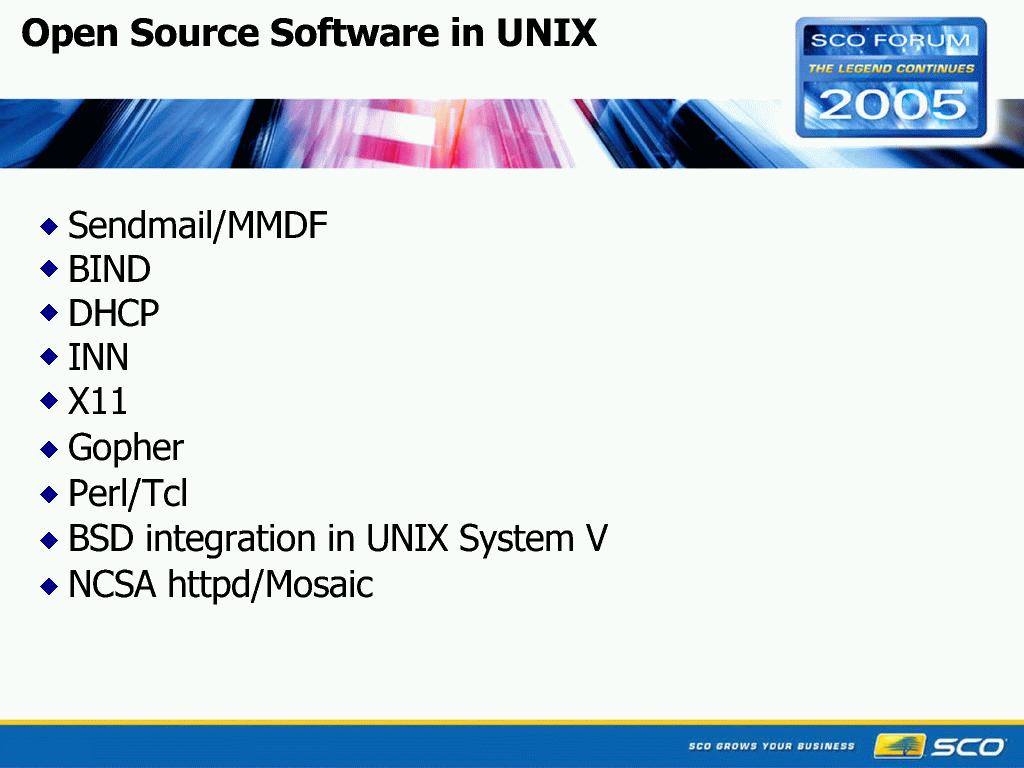 Open Source Software in UNIX
SCO FORUM
THE LEGEND CONTINUES
2005
Sendmail/MMDF
BIND
DHCP
INN
X11
Gopher
Perl/Tcl
BSD integration in UNIX System V
NCSA httpd/Mosaic
SCO GROWS YOUR BUSINESS
SCO